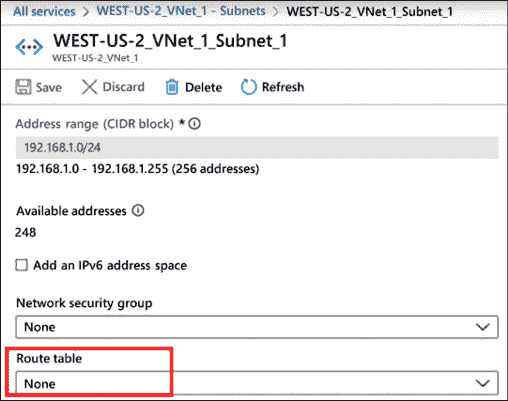 All services > WEST-US-2_VNet_1 - Subnets > WEST-US-2_VNet_1_Subnet_1
WEST-US-2_VNet_1_Subnet_1
WEST-US-2_VNet_1
Save Discard Delete Refresh
Address range (CIDR block) *
192.168.1.0/24
192.168.1.0 - 192.168.1.255 (256 addresses)
Available addresses
248
Add an IPv6 address space
Network security group
None
Route table
None